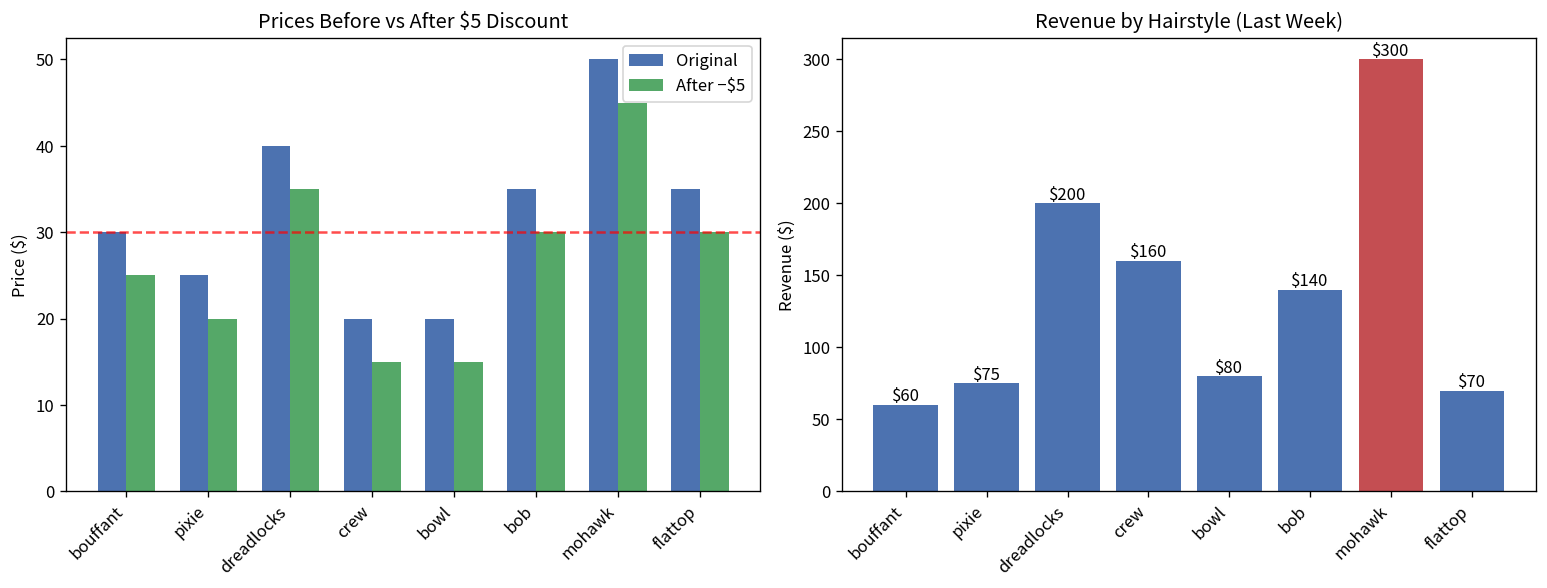 Prices Before vs After $5 Discount
Price ($)
50
40
30
20
10
0
Original
After −$5
bouffant
pixie
dreadlocks
crew
bowl
bob
mohawk
flattop
Revenue by Hairstyle (Last Week)
Revenue ($)
300
250
200
150
100
50
0
$60
$75
$200
$160
$80
$140
$300
$70
bouffant
pixie
dreadlocks
crew
bowl
bob
mohawk
flattop